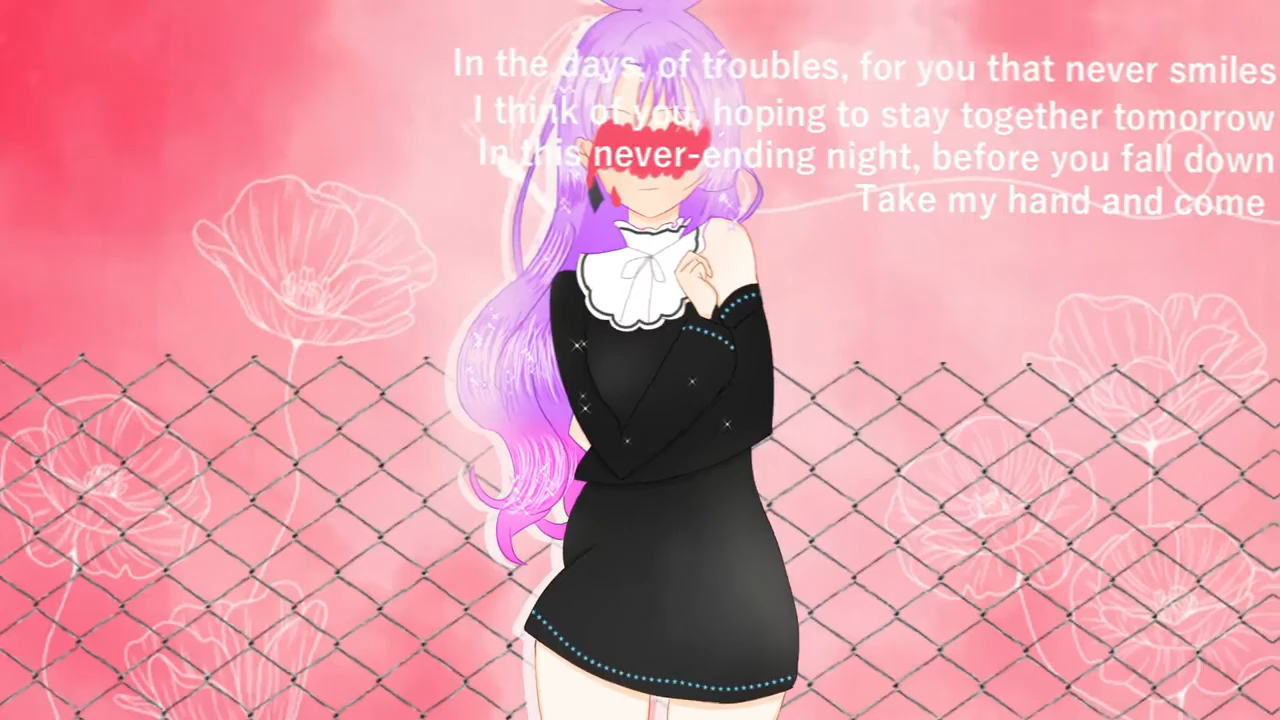 In the days, of troubles, for you that never smiles
I think of you, hoping to stay together tomorrow
In this never-ending night, before you fall down
Take my hand and come